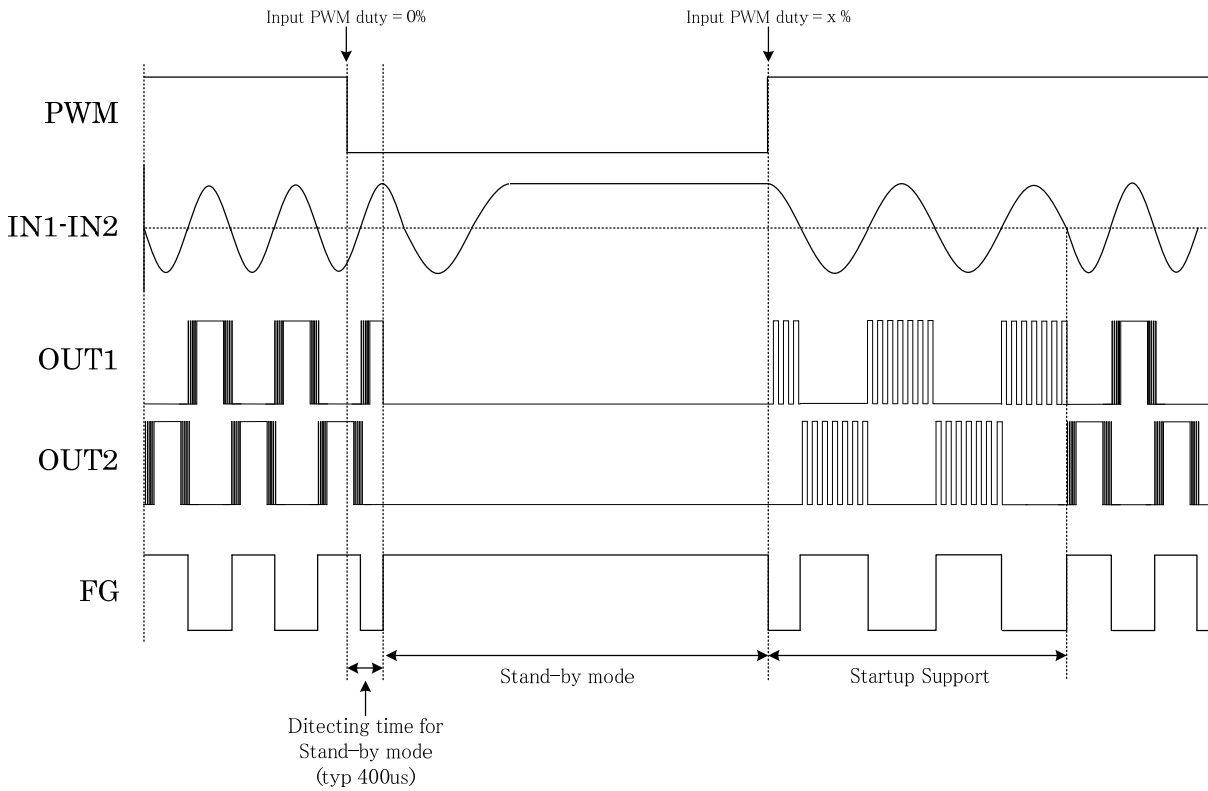 Input PWM duty = 0%
Input PWM duty = x %
PWM
IN1-IN2
OUT1
OUT2
FG
Stand-by mode
Startup Support
Ditecting time for
Stand-by mode
(typ 400us)